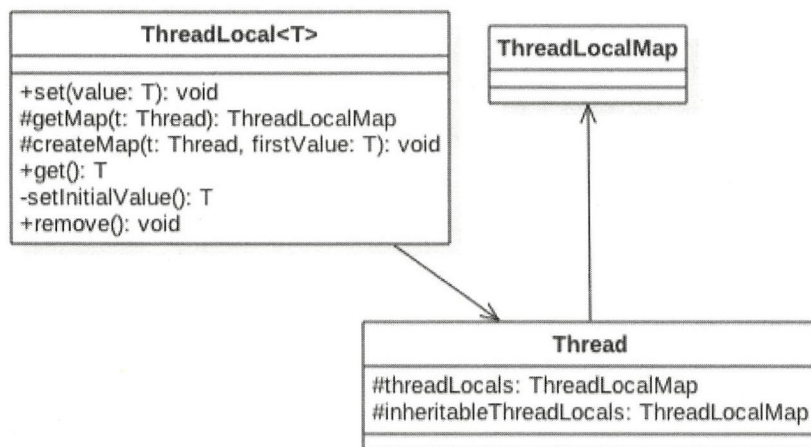 ThreadLocal<T>
+set(value: T): void
#getMap(t: Thread): ThreadLocalMap
#createMap(t: Thread, firstValue: T): void
+get(): T
-setInitialValue(): T
+remove(): void
ThreadLocalMap
Thread
#threadLocals: ThreadLocalMap
#inheritableThreadLocals: ThreadLocalMap